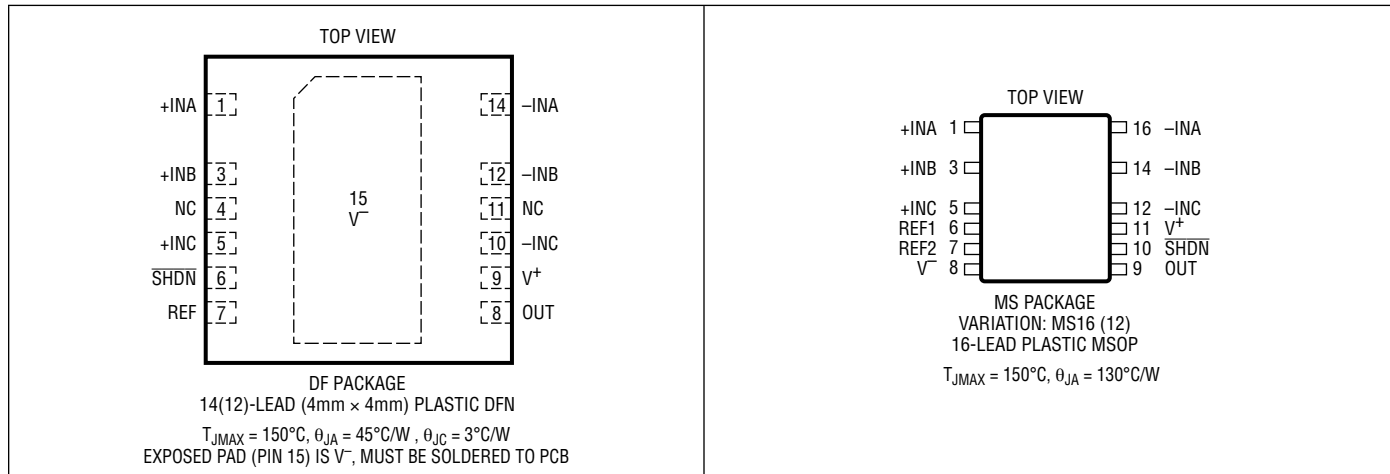 TOP VIEW
+INA 1 14 –INA
+INB 3 12 –INB
NC 4 11 NC
15
V–
+INC 5 10 –INC
SHDN 6 9 V+
REF 7 8 OUT
DF PACKAGE
14(12)-LEAD (4mm × 4mm) PLASTIC DFN
TJMAX = 150°C, θJA = 45°C/W , θJC = 3°C/W
EXPOSED PAD (PIN 15) IS V–, MUST BE SOLDERED TO PCB
TOP VIEW
+INA 1 16 –INA
+INB 3 14 –INB
+INC 5 12 –INC
REF1 6 11 V+
REF2 7 10 SHDN
V– 8 9 OUT
MS PACKAGE
VARIATION: MS16 (12)
16-LEAD PLASTIC MSOP
TJMAX = 150°C, θJA = 130°C/W